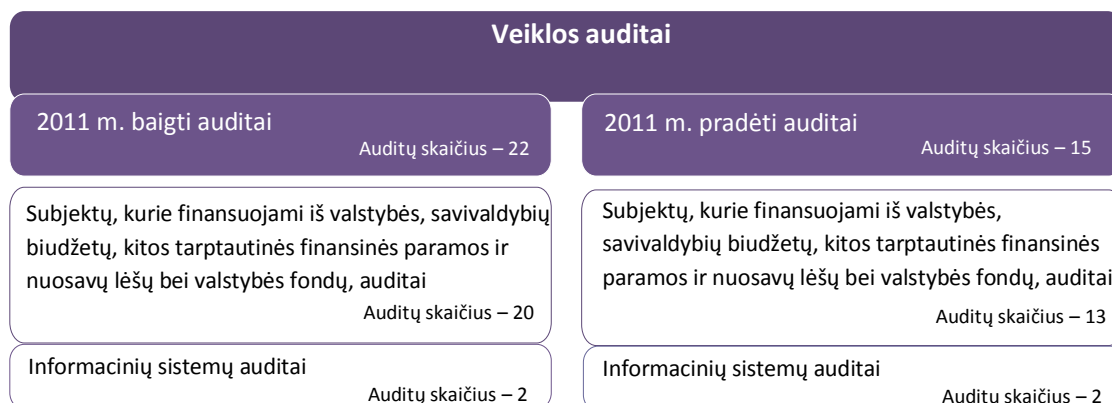 Veiklos auditai
2011 m. baigti auditai
Auditų skaičius – 22
Subjektų, kurie finansuojami iš valstybės, savivaldybių
biudžetų, kitos tarptautinės finansinės paramos ir
nuosavų lėšų bei valstybės fondų, auditai
Auditų skaičius – 20
Informacinių sistemų auditai
Auditų skaičius – 2
2011 m. pradėti auditai
Auditų skaičius – 15
Subjektų, kurie finansuojami iš valstybės,
savivaldybių biudžetų, kitos tarptautinės finansinės
paramos ir nuosavų lėšų bei valstybės fondų, auditai
Auditų skaičius – 13
Informacinių sistemų auditai
Auditų skaičius – 2